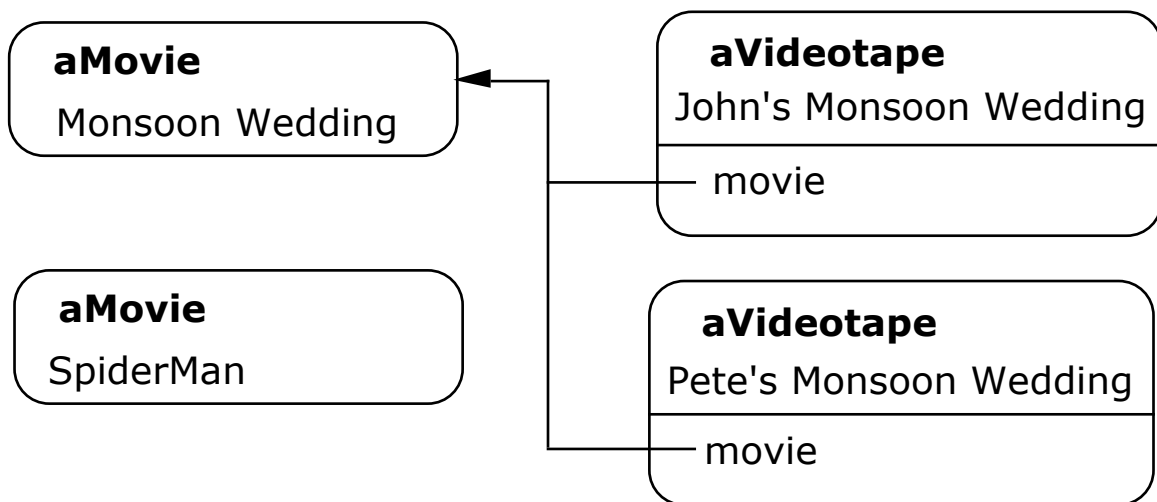 aMovie
Monsoon Wedding
aVideotape
John's Monsoon Wedding
movie
aMovie
SpiderMan
aVideotape
Pete's Monsoon Wedding
movie